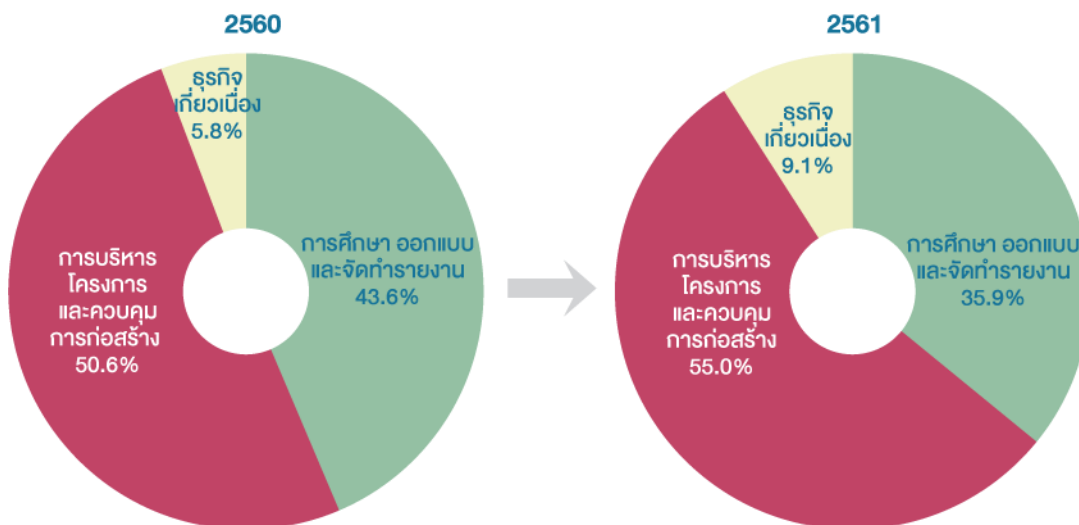 2560
ธุรกิจ
เกี่ยวเนื่อง
5.8%
การศึกษา ออกแบบ
และจัดทำรายงาน
43.6%
การบริหาร
โครงการ
และควบคุม
การก่อสร้าง
50.6%
2561
ธุรกิจ
เกี่ยวเนื่อง
9.1%
การศึกษา ออกแบบ
และจัดทำรายงาน
35.9%
การบริหาร
โครงการ
และควบคุม
การก่อสร้าง
55.0%